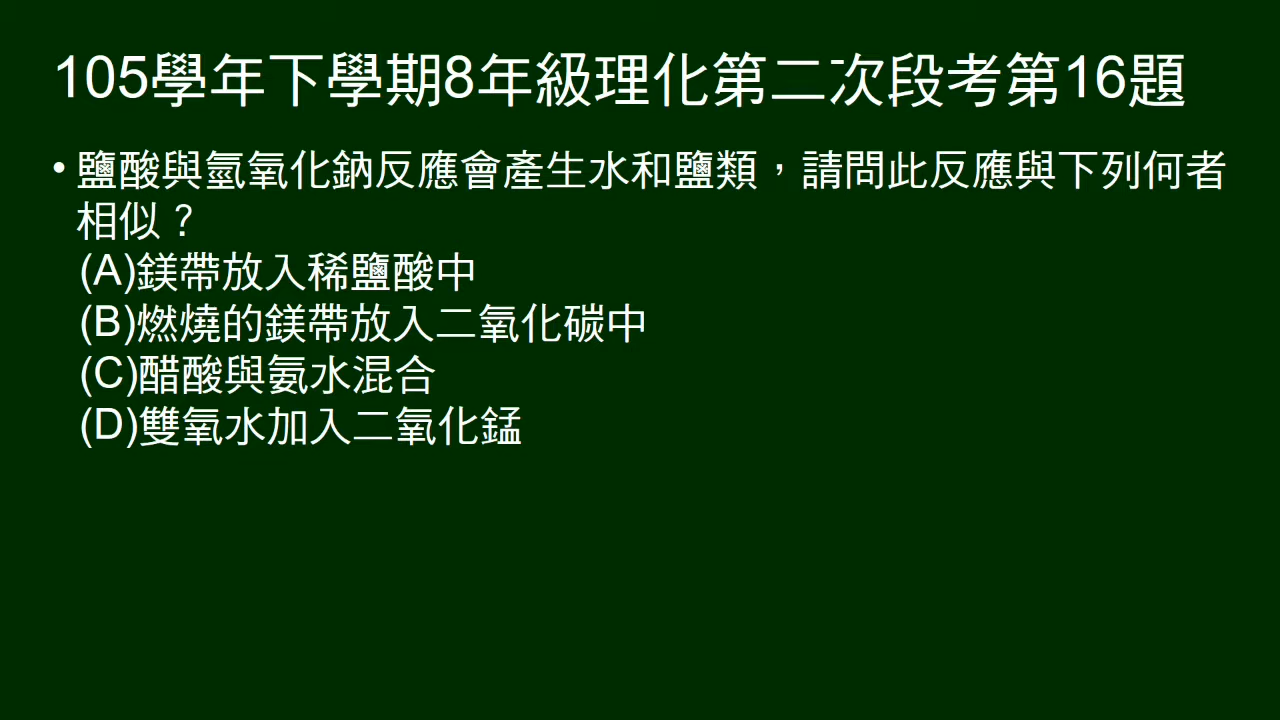 105學年下學期8年級理化第二次段考第16題
• 鹽酸與氫氧化鈉反應會產生水和鹽類，請問此反應與下列何者
相似？
(A)鎂帶放入稀鹽酸中
(B)燃燒的鎂帶放入二氧化碳中
(C)醋酸與氨水混合
(D)雙氧水加入二氧化錳